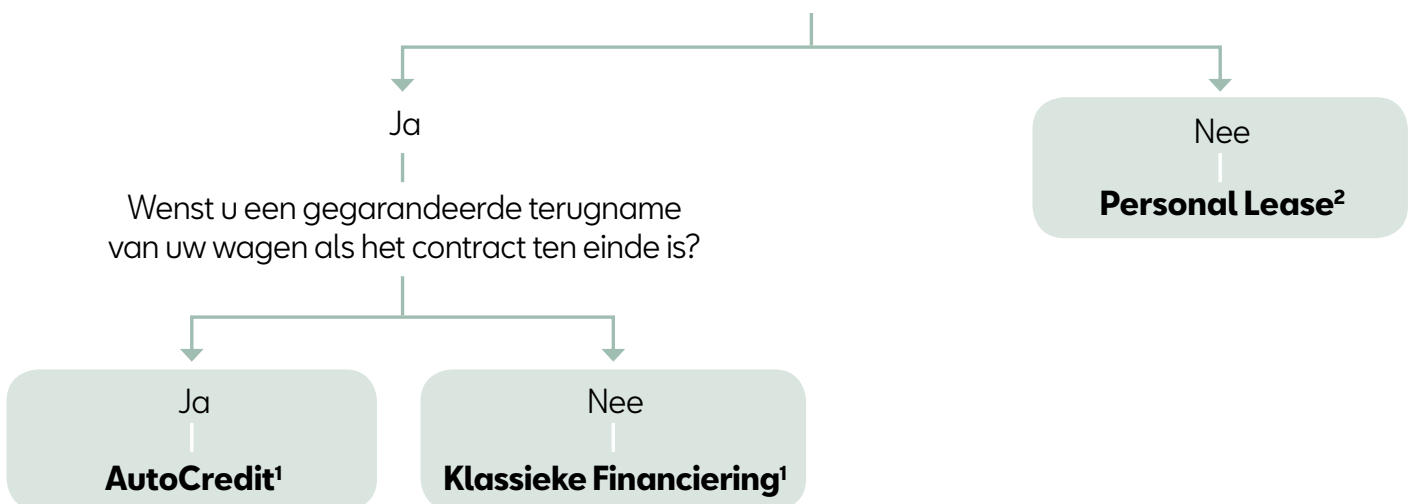 Ja
Nee
Personal Lease²
Wenst u een gegarandeerde terugname
van uw wagen als het contract ten einde is?
Ja
AutoCredit¹
Nee
Klassieke Financiering¹